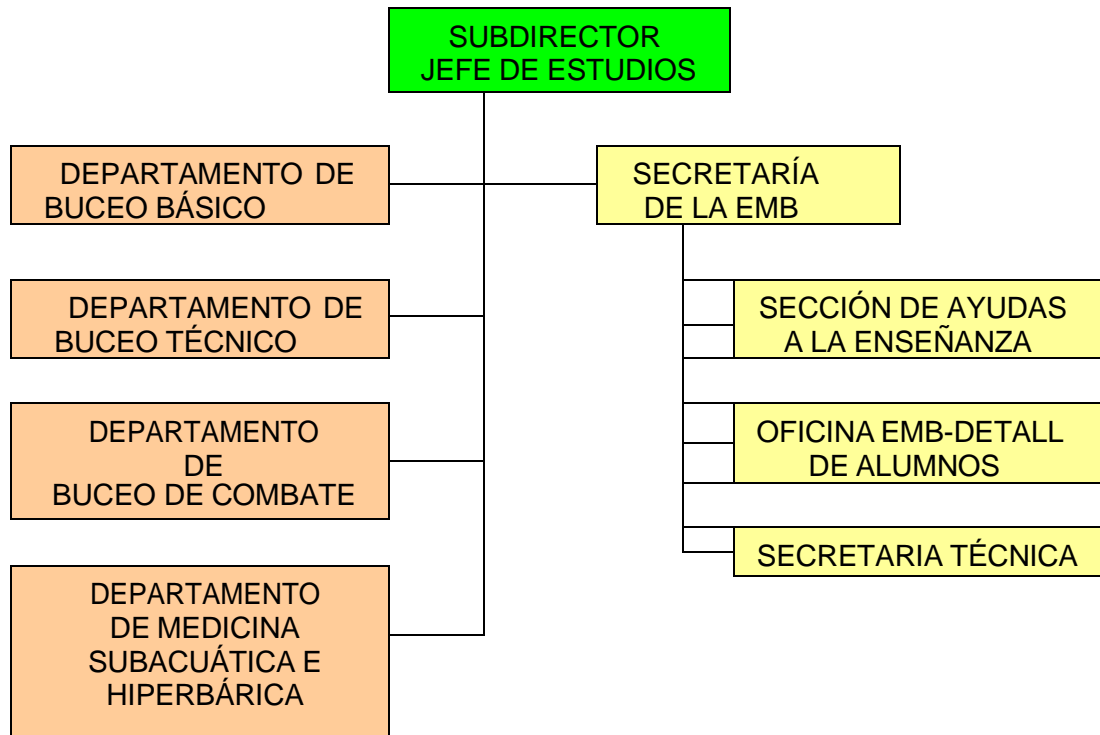 SUBDIRECTOR
JEFE DE ESTUDIOS
DEPARTAMENTO DE
BUCEO BÁSICO
SECRETARÍA
DE LA EMB
DEPARTAMENTO DE
BUCEO TÉCNICO
SECCIÓN DE AYUDAS
A LA ENSEÑANZA
DEPARTAMENTO
DE
BUCEO DE COMBATE
OFICINA EMB-DETALL
DE ALUMNOS
SECRETARIA TÉCNICA
DEPARTAMENTO
DE MEDICINA
SUBACUÁTICA E
HIPERBÁRICA